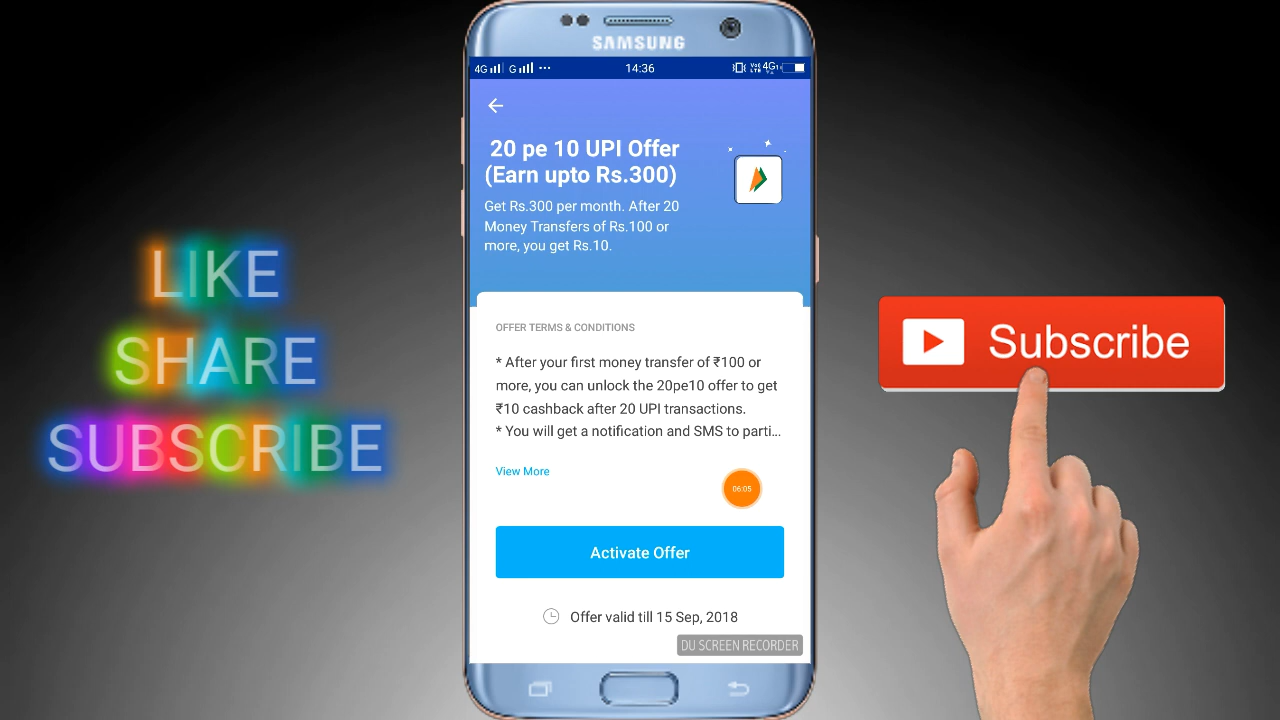 SAMSUNG
4G G ... 14:36 4G
20 pe 10 UPI Offer
(Earn upto Rs.300)
Get Rs.300 per month. After 20
Money Transfers of Rs.100 or
more, you get Rs.10.
OFFER TERMS & CONDITIONS
* After your first money transfer of ₹100 or
more, you can unlock the 20pe10 offer to get
₹10 cashback after 20 UPI transactions.
* You will get a notification and SMS to parti...
View More
06:05
Activate Offer
Offer valid till 15 Sep, 2018
DU SCREEN RECORDER
LIKE
SHARE
SUBSCRIBE
Subscribe